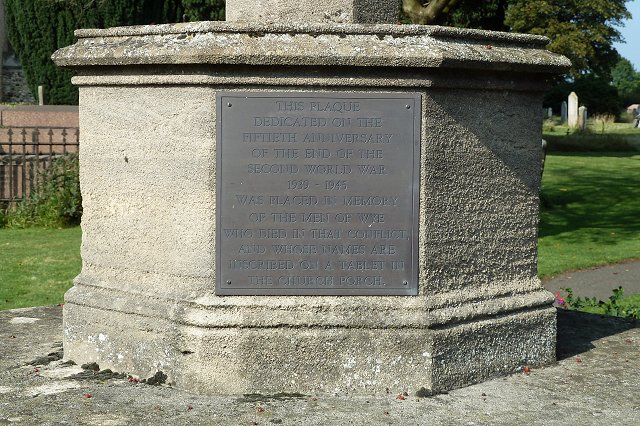 THIS PLAQUE
DEDICATED ON THE
FIFTIETH ANNIVERSARY
OF THE END OF THE
SECOND WORLD WAR
1939 - 1945
WAS PLACED IN MEMORY
OF THE MEN OF WYE
WHO DIED IN THAT CONFLICT,
AND WHOSE NAMES ARE
INSCRIBED ON A TABLET IN
THE CHURCH PORCH.